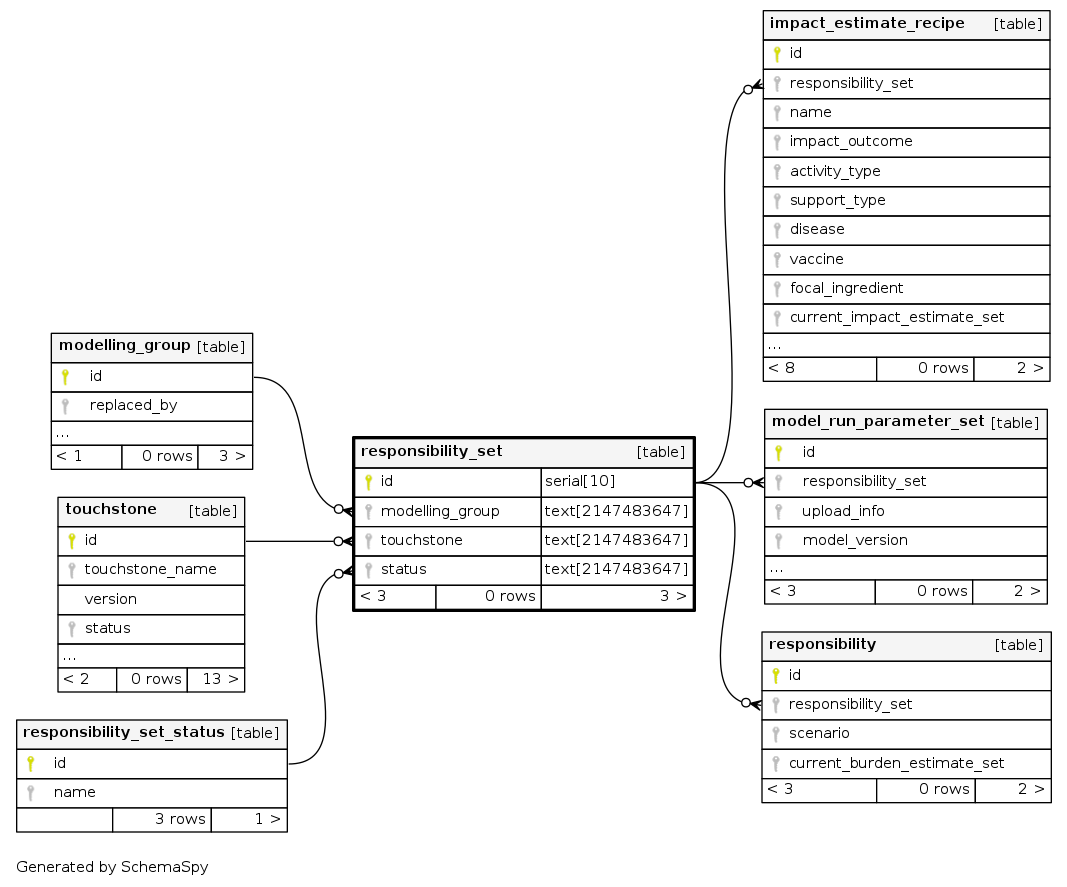 impact_estimate_recipe [table]
id
responsibility_set
name
impact_outcome
activity_type
support_type
disease
vaccine
focal_ingredient
current_impact_estimate_set
...
< 8 0 rows 2 >
modelling_group [table]
id
replaced_by
...
< 1 0 rows 3 >
touchstone [table]
id
touchstone_name
version
status
...
< 2 0 rows 13 >
responsibility_set_status [table]
id
name
3 rows 1 >
responsibility_set [table]
id serial[10]
modelling_group text[2147483647]
touchstone text[2147483647]
status text[2147483647]
< 3 0 rows 3 >
model_run_parameter_set [table]
id
responsibility_set
upload_info
model_version
...
< 3 0 rows 2 >
responsibility [table]
id
responsibility_set
scenario
current_burden_estimate_set
< 3 0 rows 2 >
Generated by SchemaSpy